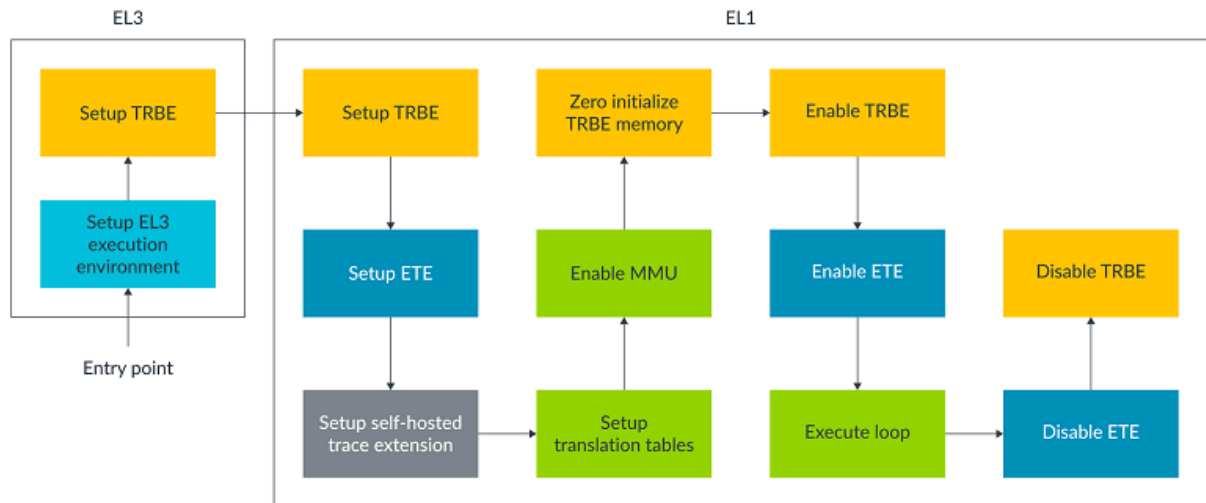 EL3
EL1
Setup TRBE
Setup EL3
execution
environment
Entry point
Setup TRBE
Setup ETE
Setup self-hosted
trace extension
Setup
translation tables
Enable MMU
Zero initialize
TRBE memory
Enable TRBE
Enable ETE
Execute loop
Disable ETE
Disable TRBE